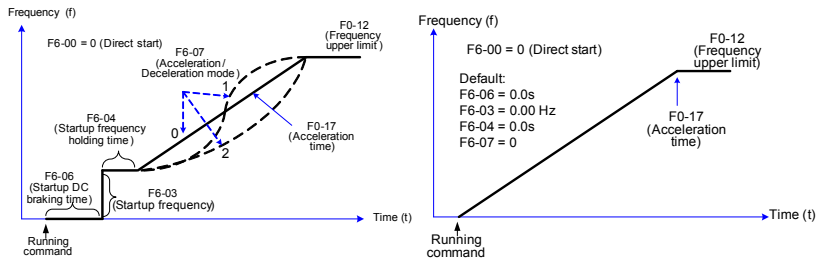 Frequency (f)
F6-00 = 0 (Direct start)
F6-07
(Acceleration/
Deceleration mode)
F0-12
(Frequency
upper limit)
1
0
2
F6-04
(Startup frequency
holding time)
F0-17
(Acceleration
time)
F6-06
(Startup DC
braking time)
F6-03
(Startup frequency)
Time (t)
Running
command
Frequency (f)
F6-00 = 0 (Direct start)
F0-12
(Frequency
upper limit)
Default:
F6-06 = 0.0s
F6-03 = 0.00 Hz
F6-04 = 0.0s
F6-07 = 0
F0-17
(Acceleration
time)
Time (t)
Running
command